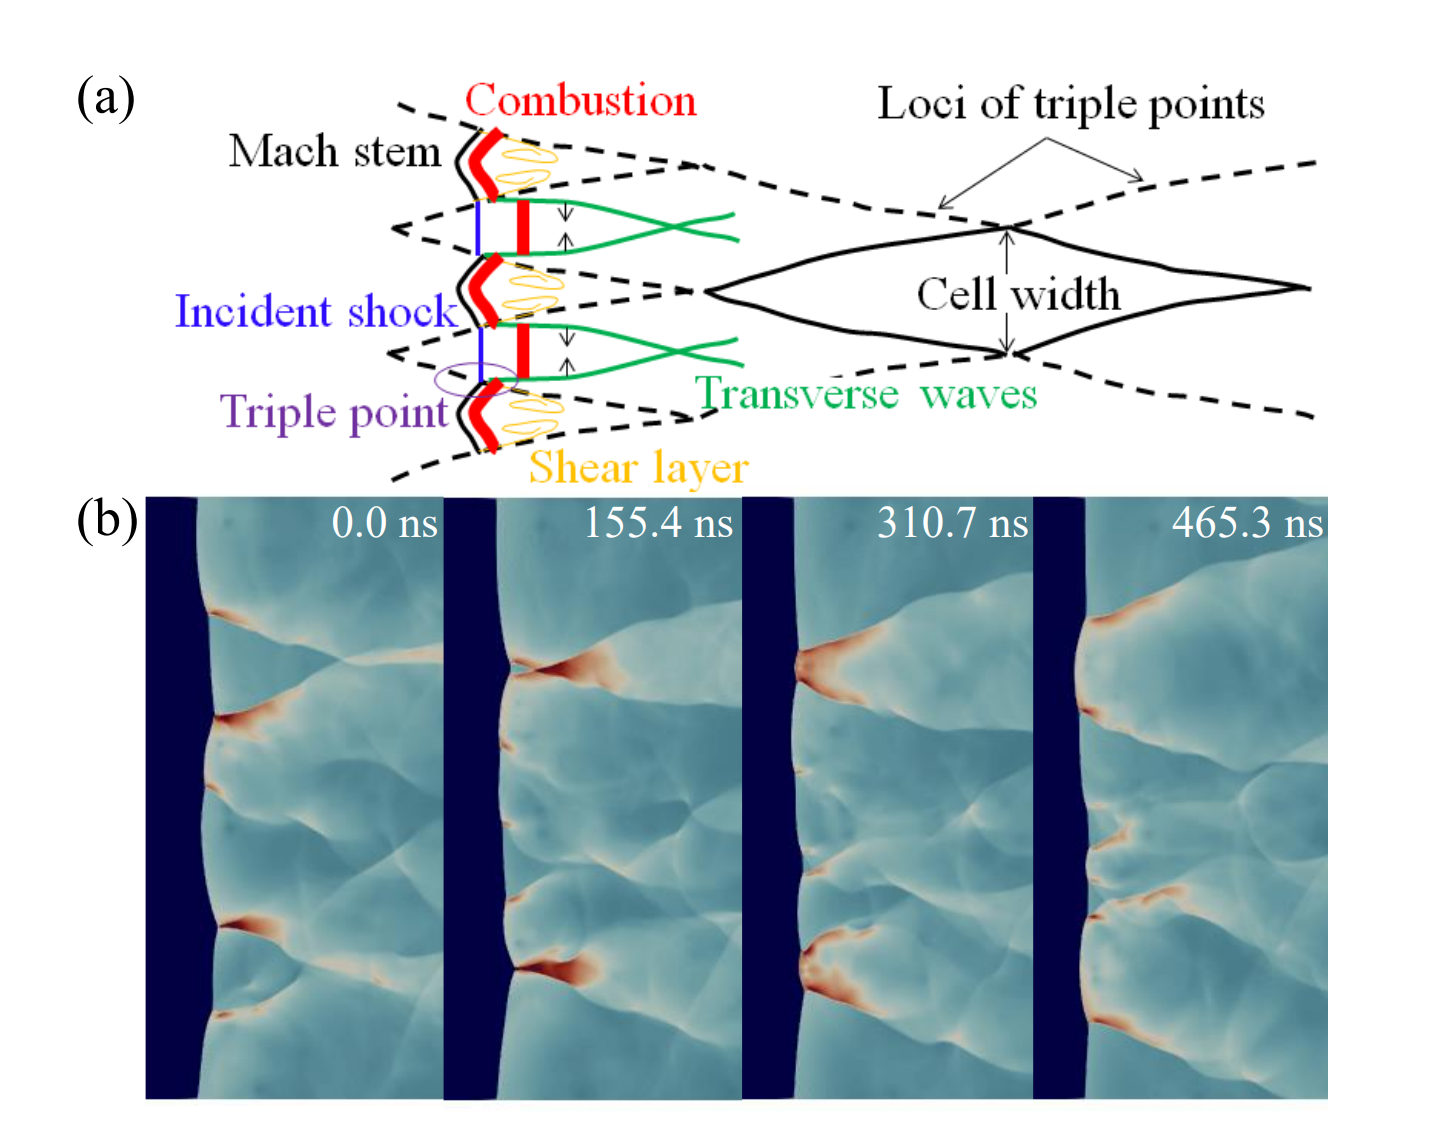 (a)
Combustion
Loci of triple points
Mach stem
Cell width
Incident shock
Transverse waves
Triple point
Shear layer
(b)
0.0 ns
155.4 ns
310.7 ns
465.3 ns